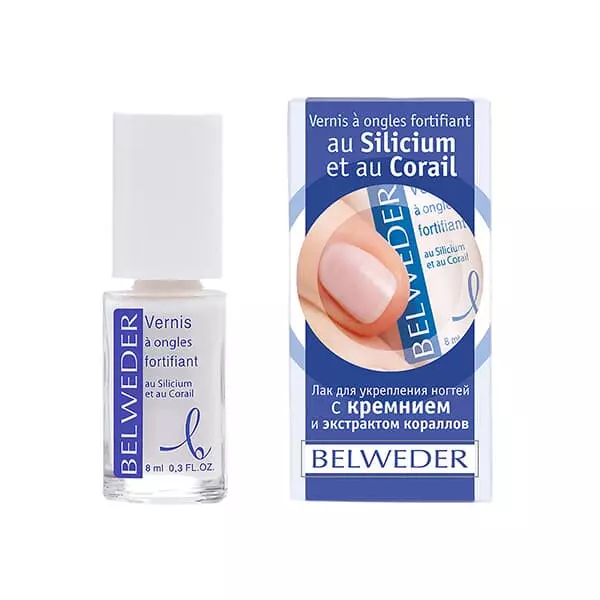 BELWEDER
Vernis
à ongles
fortifiant
au Silicium
et au Corail
b
8 ml 0,3 FL.OZ.
Vernis à ongles fortifiant
au Silicium
et au Corail
BELWEDER
à ongles
fortifiant
au Silicium
et au Corail
8 ml
Лак для укрепления ногтей
с кремнием
и экстрактом кораллов
BELWEDER